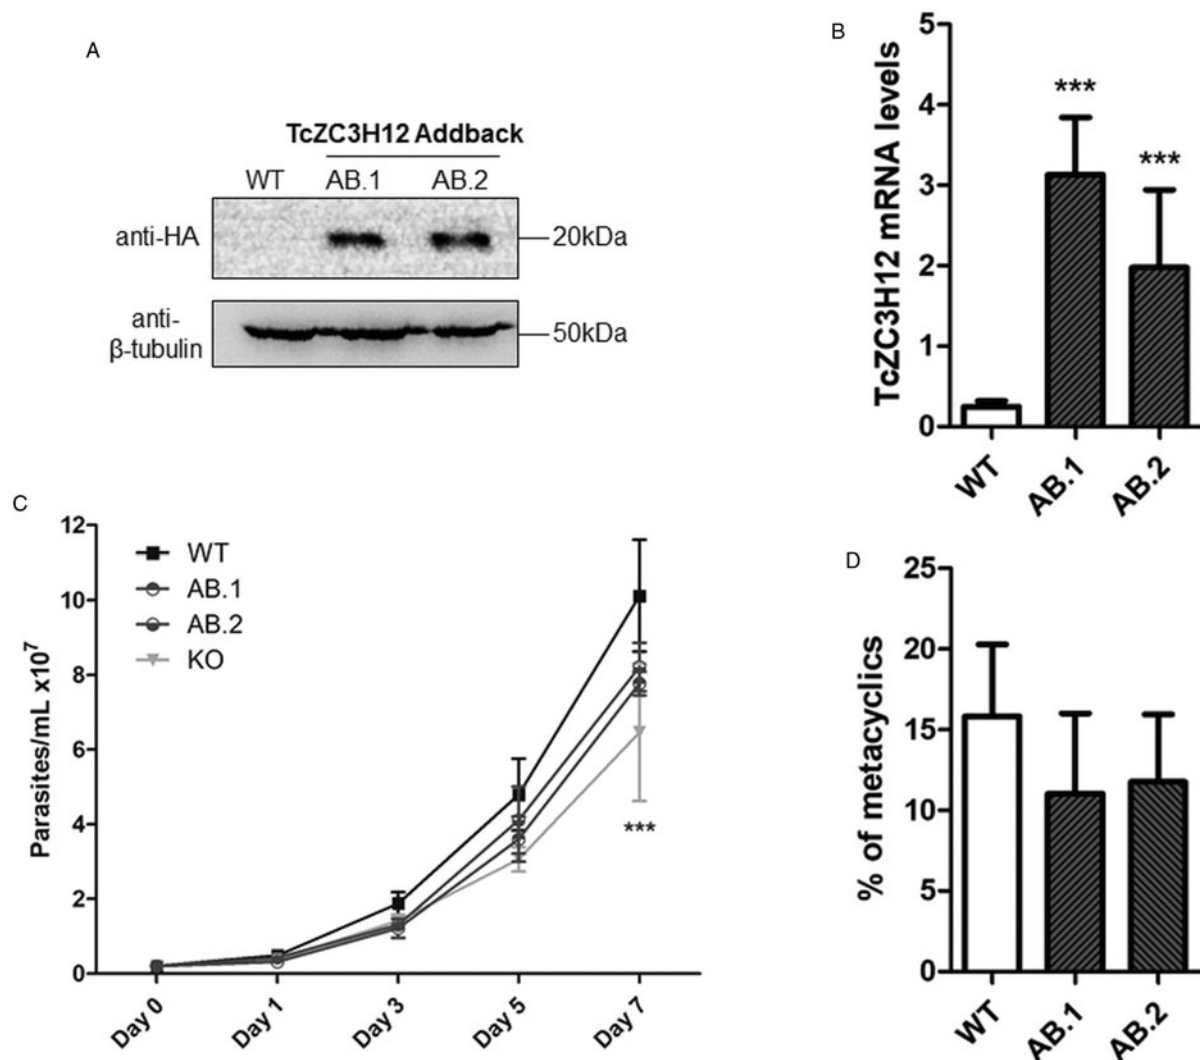 A
TcZC3H12 Addback
WT AB.1 AB.2
anti-HA
20kDa
anti-
β-tubulin
50kDa
B
TcZC3H12 mRNA levels
5
4
3
2
1
0
***
***
WT AB.1 AB.2
C
Parasites/mL x10⁷
12
10
8
6
4
2
0
WT
AB.1
AB.2
KO
***
Day 0 Day 1 Day 3 Day 5 Day 7
D
% of metacyclics
25
20
15
10
5
0
WT AB.1 AB.2